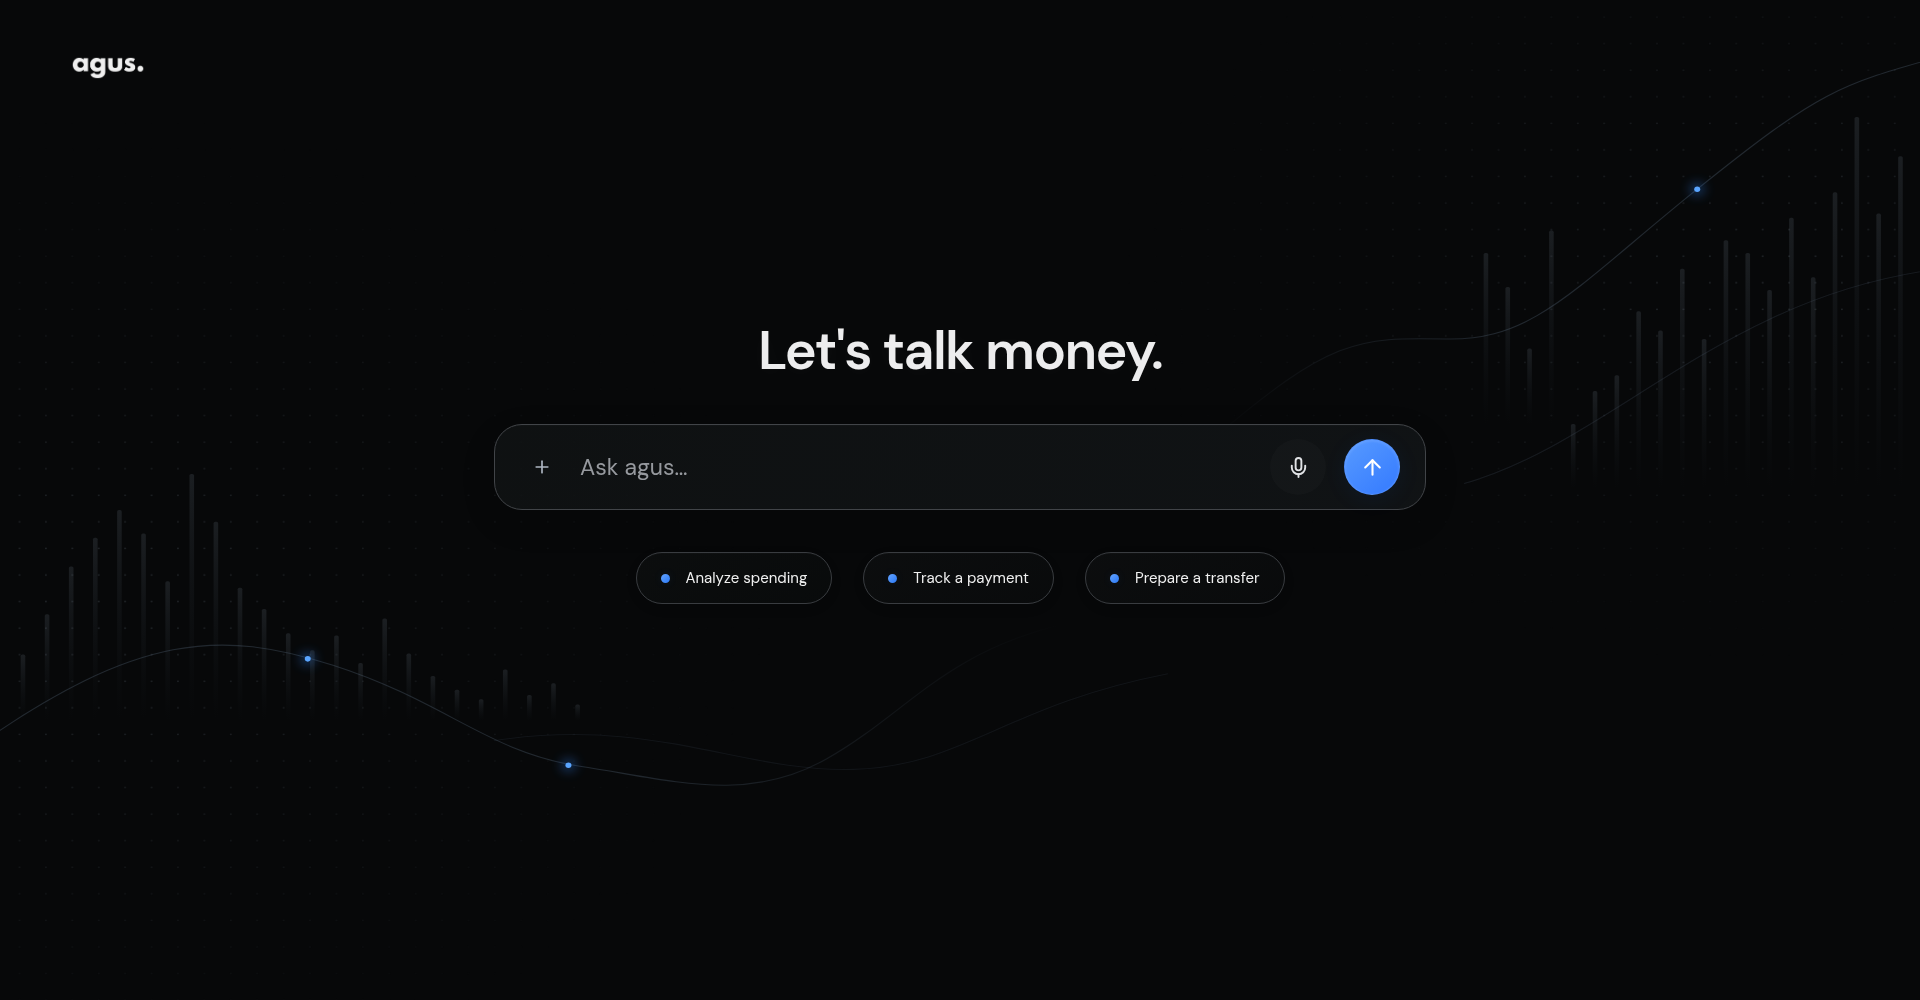 agus.
Let's talk money.
Ask agus...
Analyze spending
Track a payment
Prepare a transfer